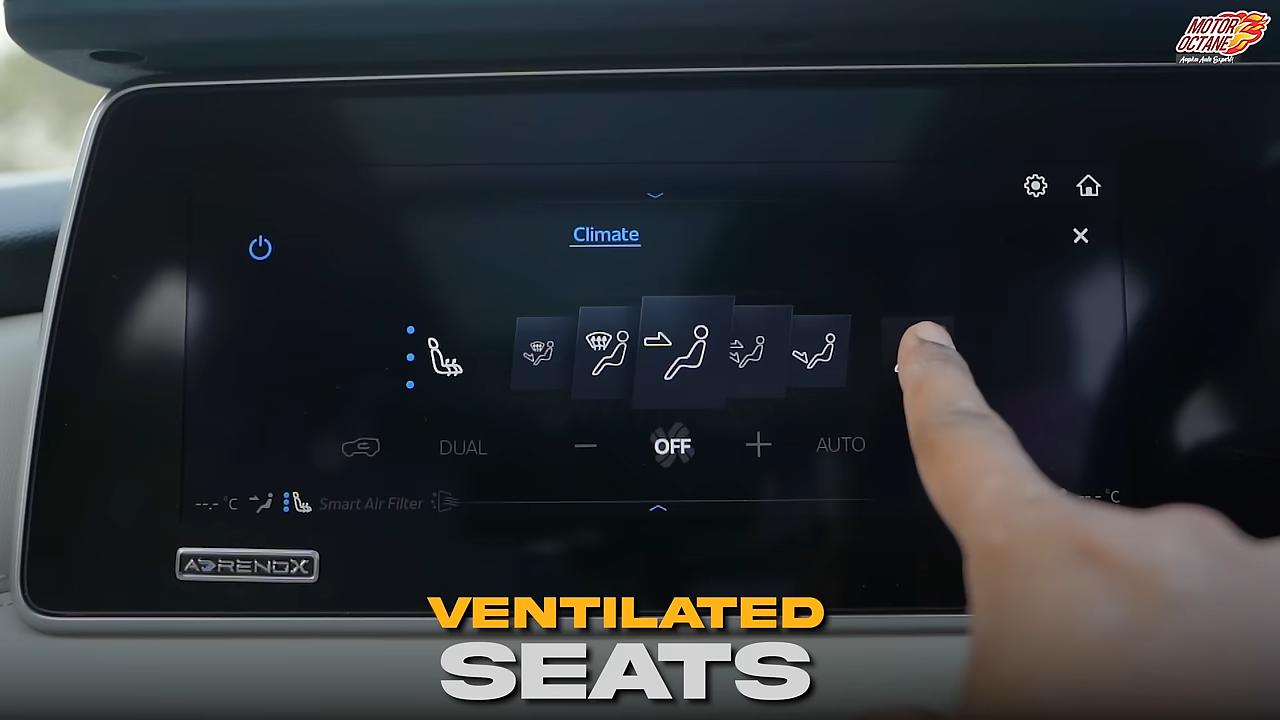 MOTOR
OCTANE
Climate
DUAL
OFF
AUTO
--.- °C
Smart Air Filter
-- °C
ADRENOX
VENTILATED
SEATS